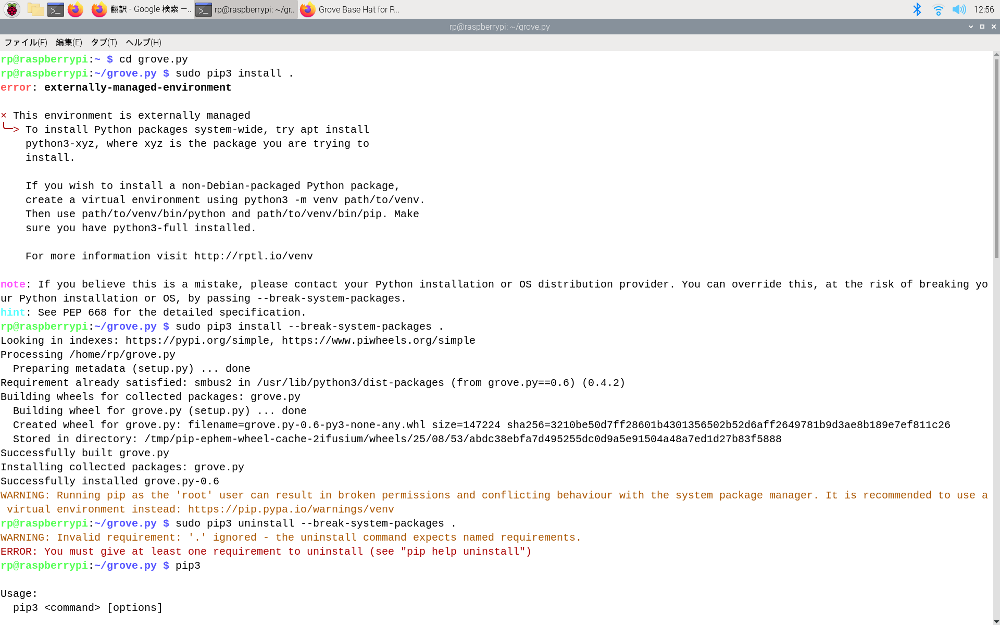 翻訳 - Google 検索 — ..
rp@raspberrypi: ~/gr..
Grove Base Hat for R..
12:56
rp@raspberrypi: ~/grove.py
ファイル(F) 編集(E) タブ(T) ヘルプ(H)
rp@raspberrypi:~ $ cd grove.py
rp@raspberrypi:~/grove.py $ sudo pip3 install .
error: externally-managed-environment
× This environment is externally managed
╰─> To install Python packages system-wide, try apt install
python3-xyz, where xyz is the package you are trying to
install.
If you wish to install a non-Debian-packaged Python package,
create a virtual environment using python3 -m venv path/to/venv.
Then use path/to/venv/bin/python and path/to/venv/bin/pip. Make
sure you have python3-full installed.
For more information visit http://rptl.io/venv
note: If you believe this is a mistake, please contact your Python installation or OS distribution provider. You can override this, at the risk of breaking yo
ur Python installation or OS, by passing --break-system-packages.
hint: See PEP 668 for the detailed specification.
rp@raspberrypi:~/grove.py $ sudo pip3 install --break-system-packages .
Looking in indexes: https://pypi.org/simple, https://www.piwheels.org/simple
Processing /home/rp/grove.py
Preparing metadata (setup.py) ... done
Requirement already satisfied: smbus2 in /usr/lib/python3/dist-packages (from grove.py==0.6) (0.4.2)
Building wheels for collected packages: grove.py
Building wheel for grove.py (setup.py) ... done
Created wheel for grove.py: filename=grove.py-0.6-py3-none-any.whl size=147224 sha256=3210be50d7ff28601b4301356502b52d6aff2649781b9d3ae8b189e7ef811c26
Stored in directory: /tmp/pip-ephem-wheel-cache-2ifusium/wheels/25/08/53/abdc38ebfa7d495255dc0d9a5e91504a48a7ed1d27b83f5888
Successfully built grove.py
Installing collected packages: grove.py
Successfully installed grove.py-0.6
WARNING: Running pip as the 'root' user can result in broken permissions and conflicting behaviour with the system package manager. It is recommended to use a
virtual environment instead: https://pip.pypa.io/warnings/venv
rp@raspberrypi:~/grove.py $ sudo pip3 uninstall --break-system-packages .
WARNING: Invalid requirement: '.' ignored - the uninstall command expects named requirements.
ERROR: You must give at least one requirement to uninstall (see "pip help uninstall")
rp@raspberrypi:~/grove.py $ pip3
Usage:
pip3 <command> [options]